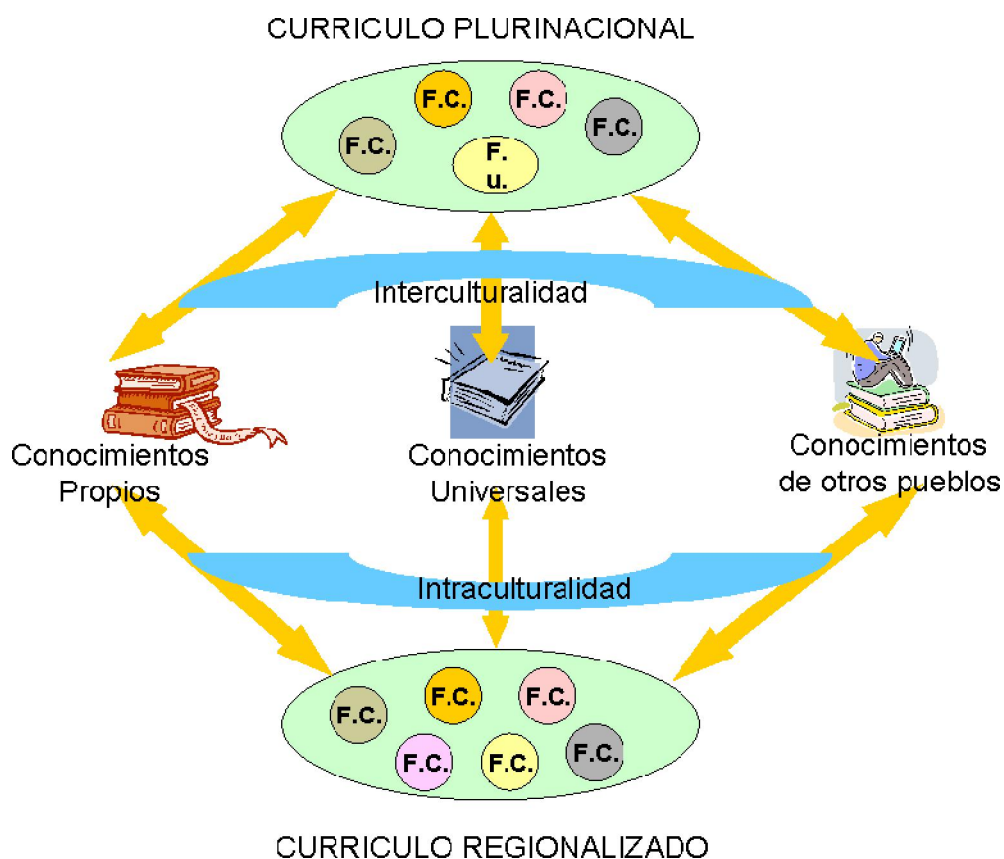 CURRICULO PLURINACIONAL
F.C.
F.C.
F.C.
F.C.
F.
u.
Interculturalidad
Conocimientos
Propios
Conocimientos
Universales
Conocimientos
de otros pueblos
Intraculturalidad
F.C.
F.C.
F.C.
F.C.
F.C.
F.C.
CURRICULO REGIONALIZADO